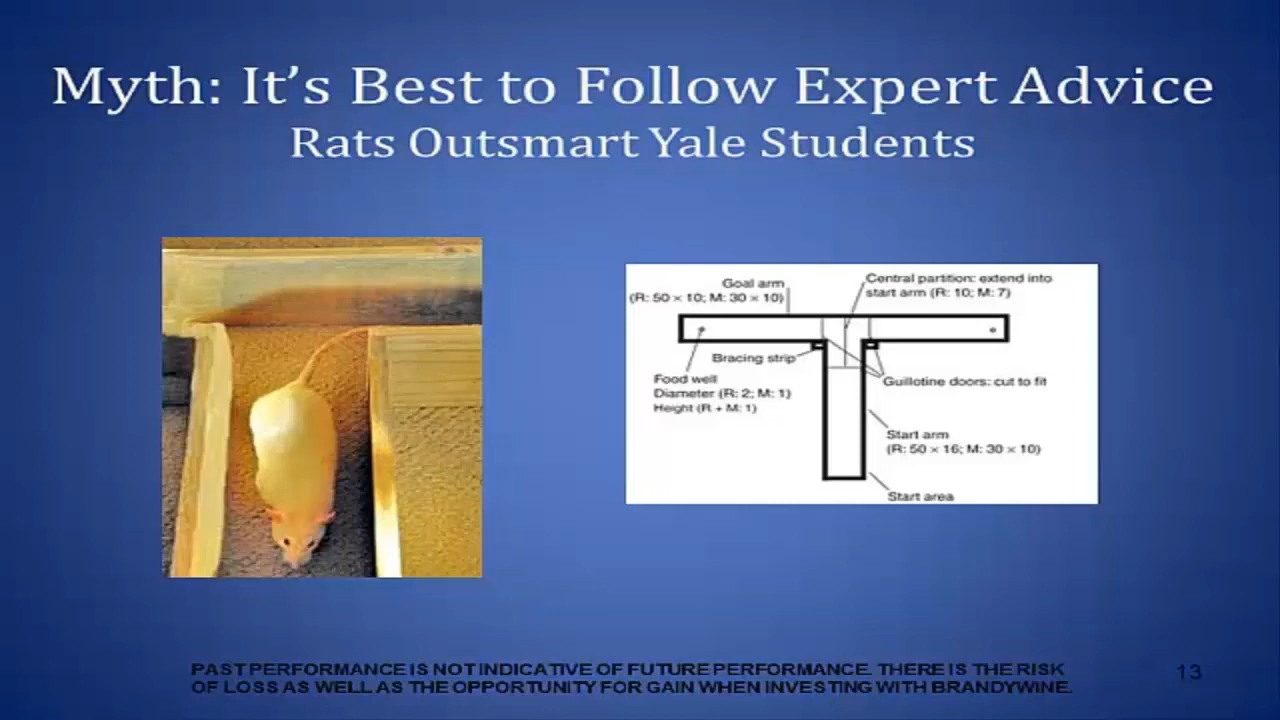 Myth: It's Best to Follow Expert Advice
Rats Outsmart Yale Students
Goal arm
(R: 50 × 10; M: 30 × 10)
Central partition: extend into
start arm (R: 10; M: 7)
Bracing strip
Food well
Diameter (R: 2; M: 1)
Height (R + M: 1)
Guillotine doors: cut to fit
Start arm
(R: 50 × 16; M: 30 × 10)
Start area
PAST PERFORMANCE IS NOT INDICATIVE OF FUTURE PERFORMANCE. THERE IS THE RISK
OF LOSS AS WELL AS THE OPPORTUNITY FOR GAIN WHEN INVESTING WITH BRANDYWINE.
13